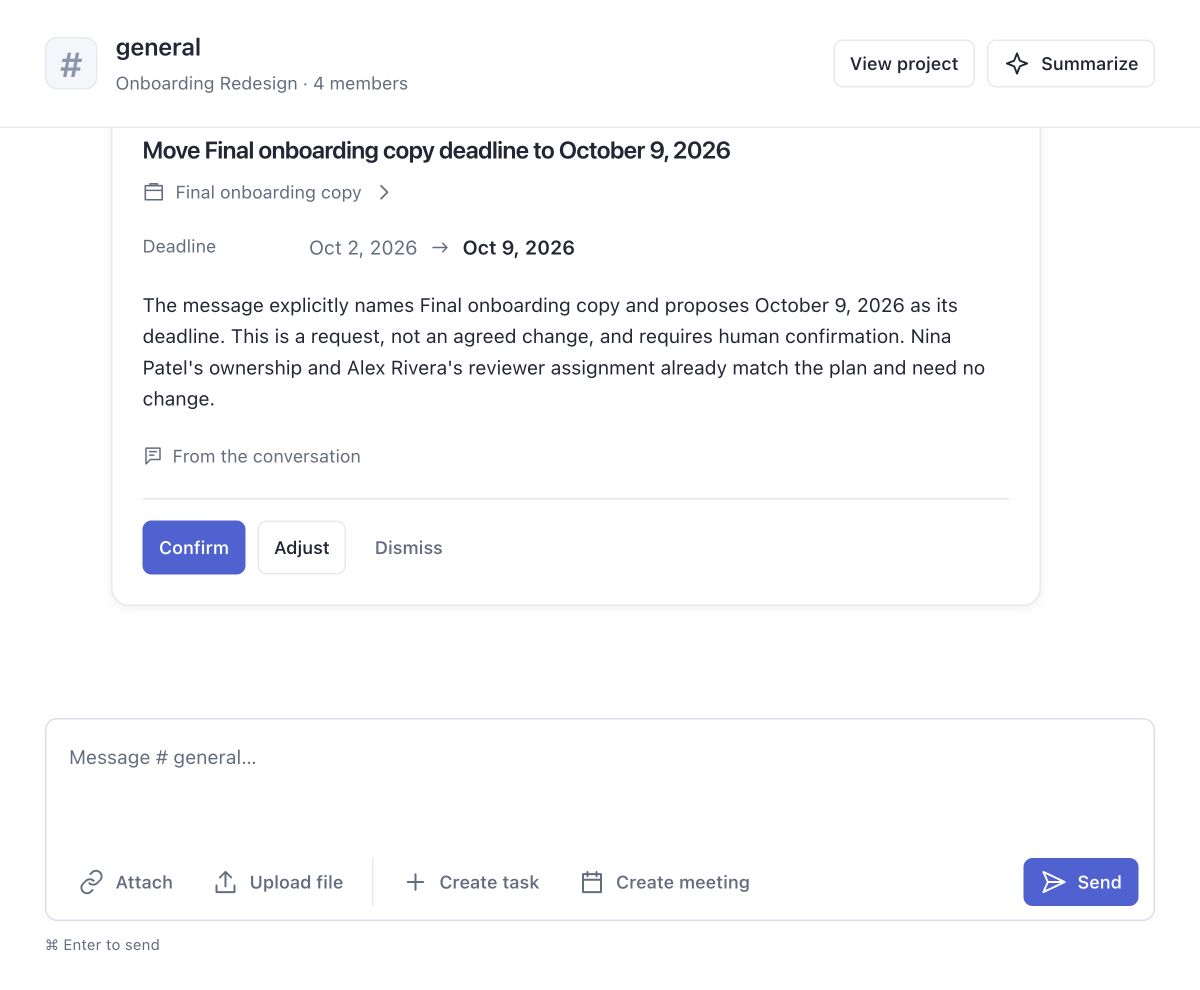 #
general
Onboarding Redesign · 4 members
View project
Summarize
Move Final onboarding copy deadline to October 9, 2026
Final onboarding copy
Deadline
Oct 2, 2026 → Oct 9, 2026
The message explicitly names Final onboarding copy and proposes October 9, 2026 as its
deadline. This is a request, not an agreed change, and requires human confirmation. Nina
Patel's ownership and Alex Rivera's reviewer assignment already match the plan and need no
change.
From the conversation
Confirm
Adjust
Dismiss
Message # general...
Attach
Upload file
Create task
Create meeting
Send
⌘ Enter to send